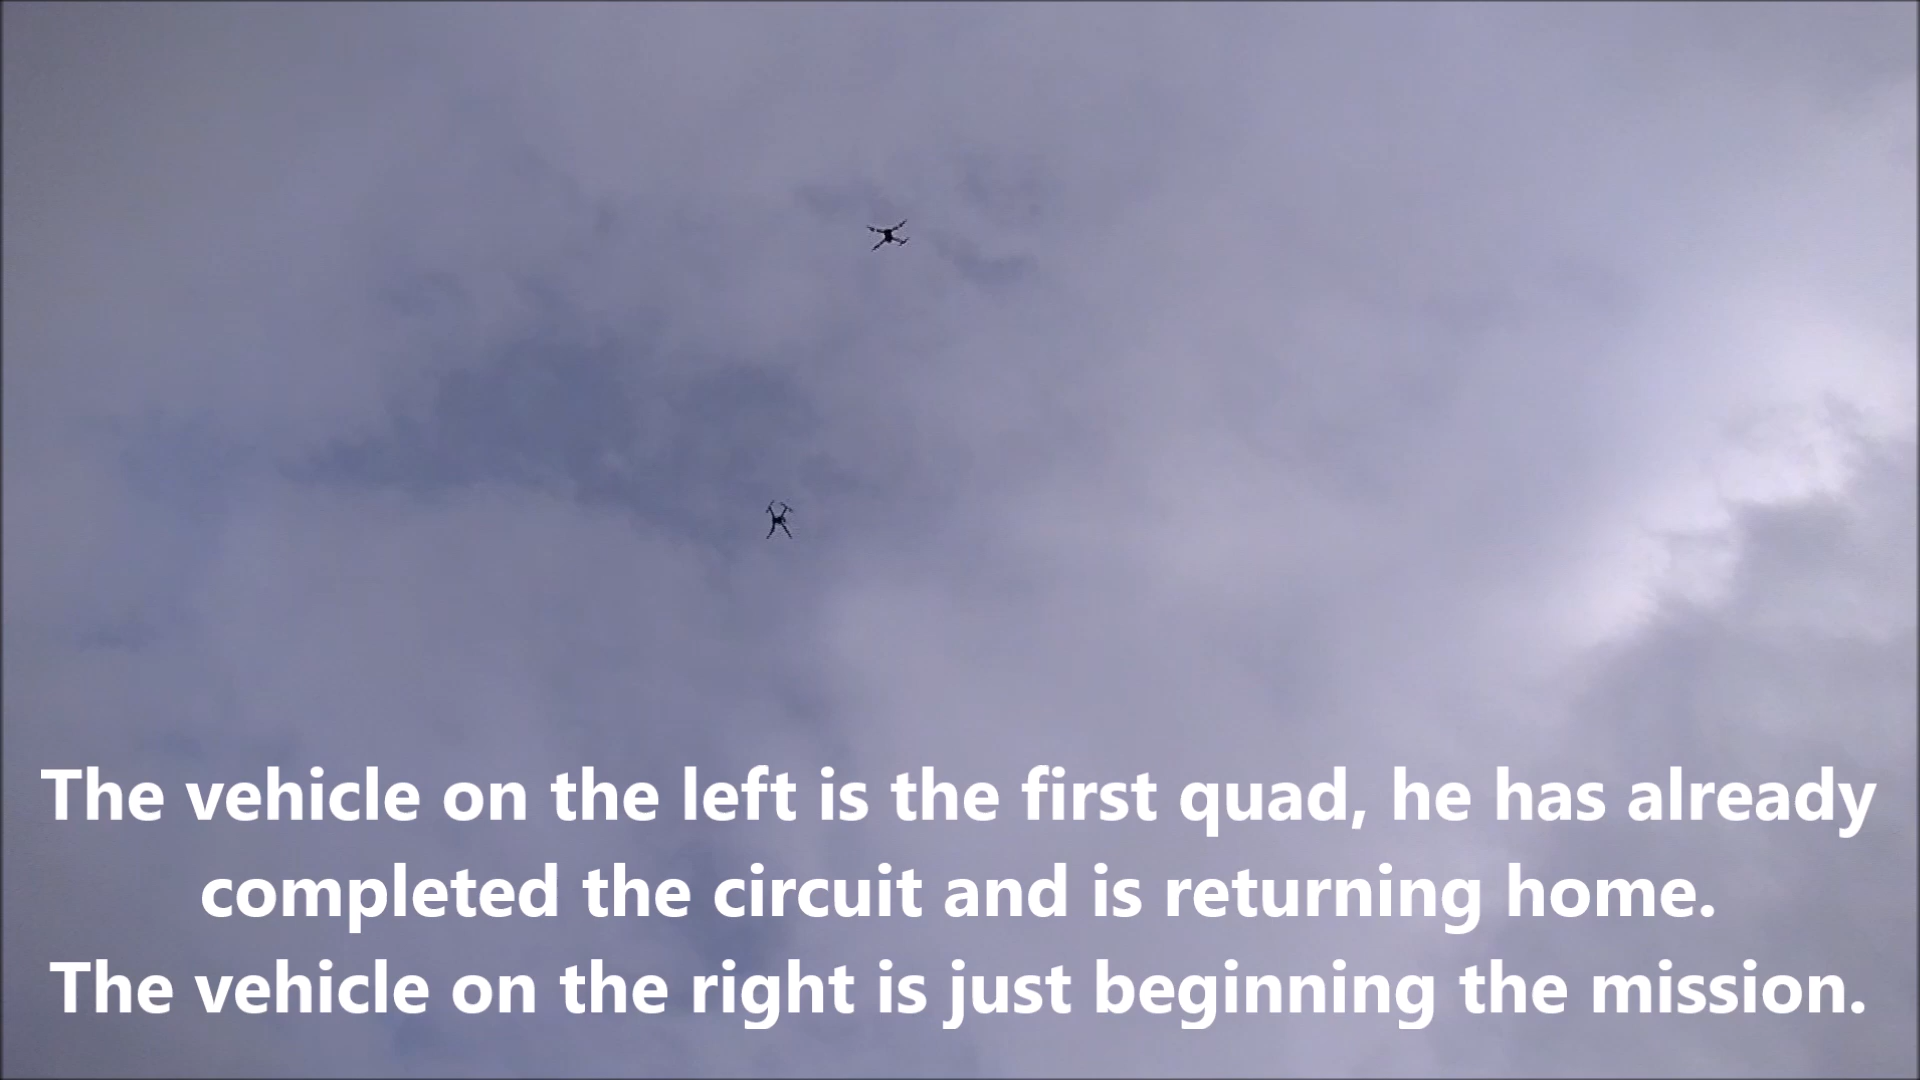 The vehicle on the left is the first quad, he has already
completed the circuit and is returning home.
The vehicle on the right is just beginning the mission.